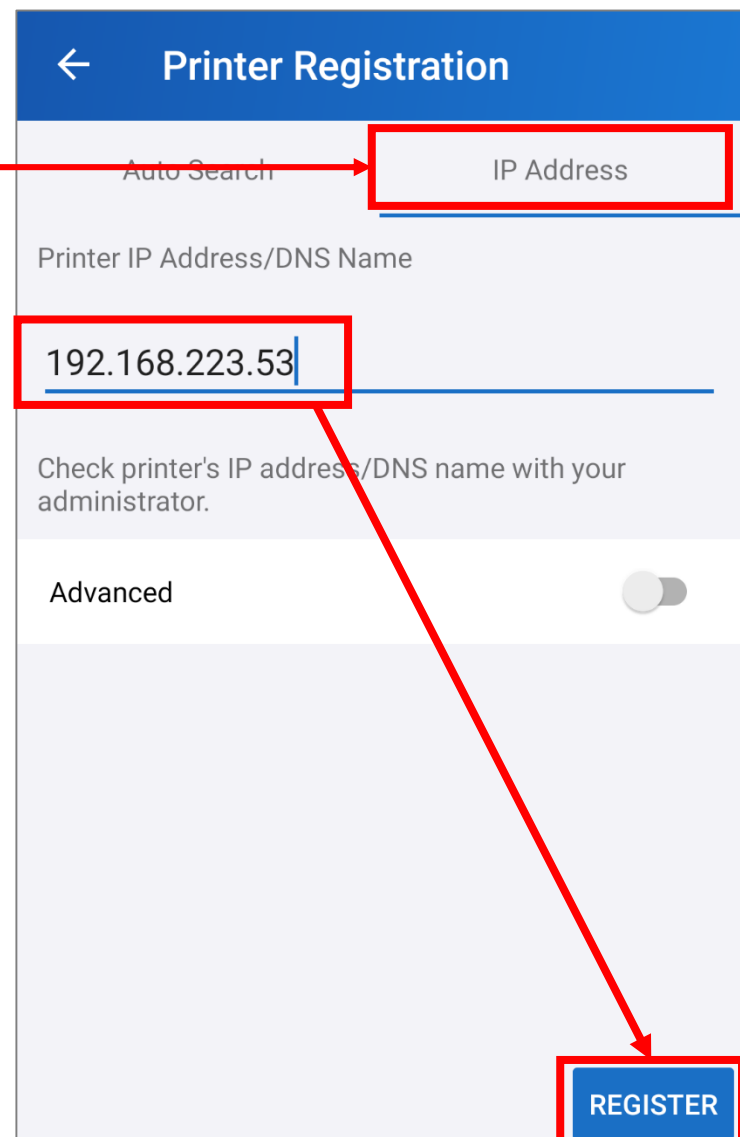 Printer Registration
Auto Search
IP Address
Printer IP Address/DNS Name
192.168.223.53
Check printer's IP address/DNS name with your
administrator.
Advanced
REGISTER